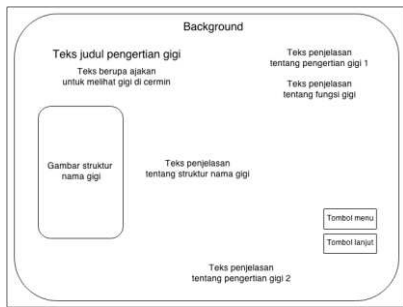 Background
Teks judul pengertian gigi
Teks berupa ajakan
untuk melihat gigi di cermin
Teks penjelasan
tentang pengertian gigi 1
Teks penjelasan
tentang fungsi gigi
Gambar struktur
nama gigi
Teks penjelasan
tentang struktur nama gigi
Tombol menu
Tombol lanjut
Teks penjelasan
tentang pengertian gigi 2